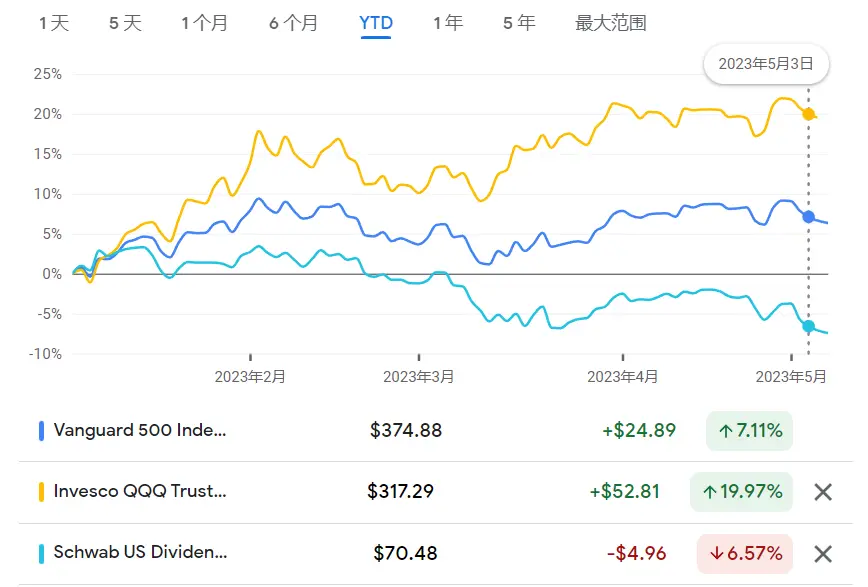 1天 5天 1个月 6个月 YTD 1年 5年 最大范围
2023年5月3日
25%
20%
15%
10%
5%
0%
-5%
-10%
2023年2月 2023年3月 2023年4月 2023年5月
Vanguard 500 Inde... $374.88 +$24.89 ↑7.11%
Invesco QQQ Trust... $317.29 +$52.81 ↑19.97%
Schwab US Dividen... $70.48 -$4.96 ↓6.57%